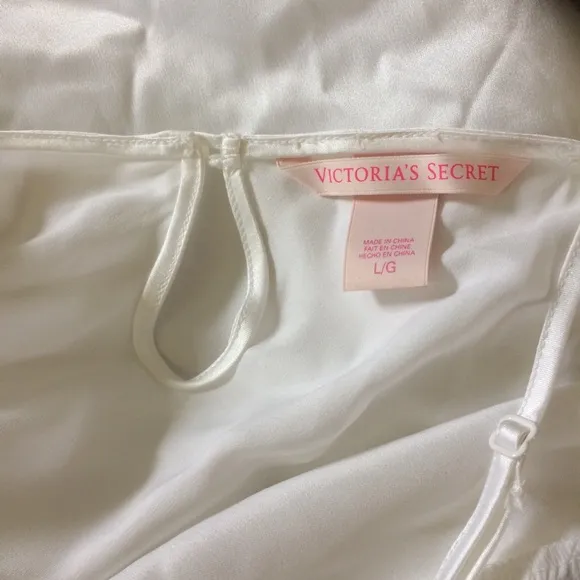 VICTORIA'S SECRET
MADE IN CHINA
FAIT EN CHINE
HECHO EN CHINA
L/G